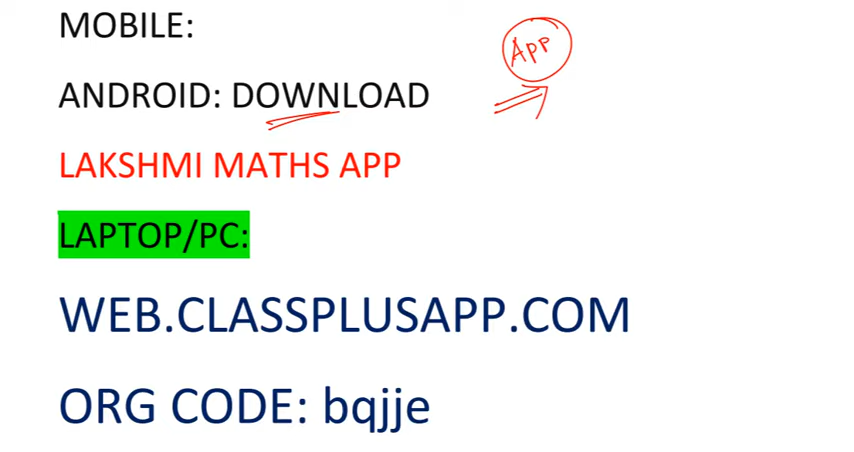 MOBILE:
App
ANDROID: DOWNLOAD
LAKSHMI MATHS APP
LAPTOP/PC:
WEB.CLASSPLUSAPP.COM
ORG CODE: bqjje